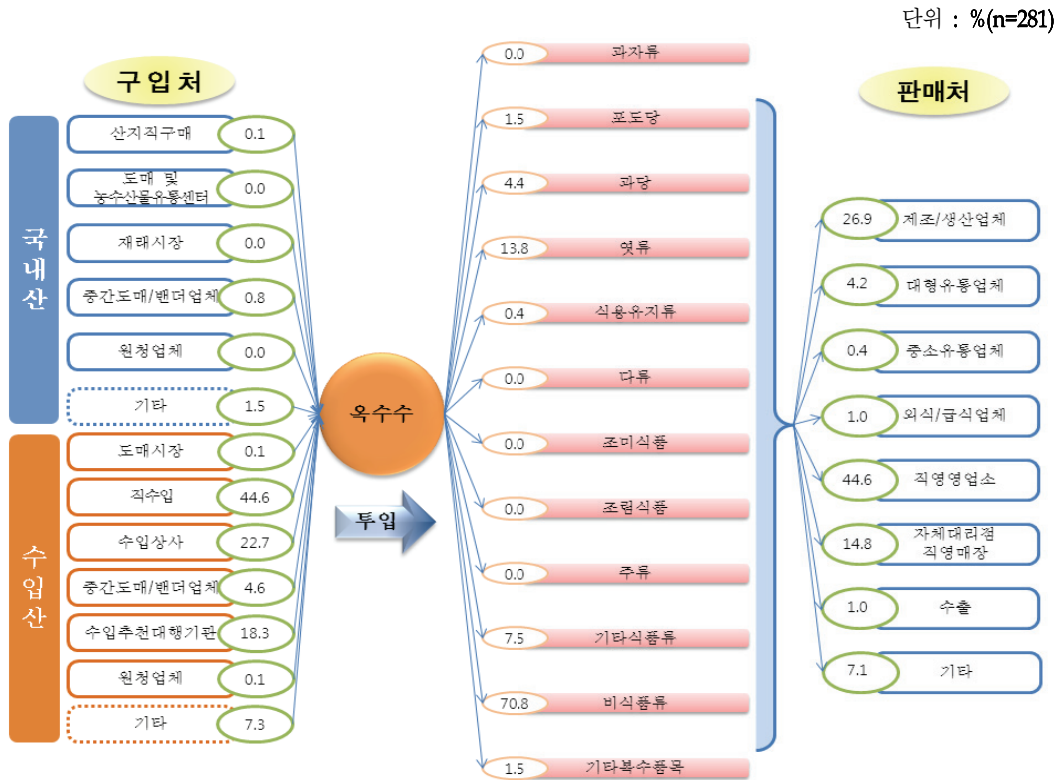 단위 : %(n=281)
구 입 처
국내산
산지직구매 0.1
도매 및
농수산물유통센터 0.0
재래시장 0.0
중간도매/밴더업체 0.8
원청업체 0.0
기타 1.5
수입산
도매시장 0.1
직수입 44.6
수입상사 22.7
중간도매/밴더업체 4.6
수입추천대행기관 18.3
원청업체 0.1
기타 7.3
옥수수
투입
0.0 과자류
1.5 포도당
4.4 과당
13.8 엿류
0.4 식용유지류
0.0 다류
0.0 조미식품
0.0 조림식품
0.0 주류
7.5 기타식품류
70.8 비식품류
1.5 기타복수품목
판매처
26.9 제조/생산업체
4.2 대형유통업체
0.4 중소유통업체
1.0 외식/급식업체
44.6 직영영업소
14.8 자체대리점
직영매장
1.0 수출
7.1 기타